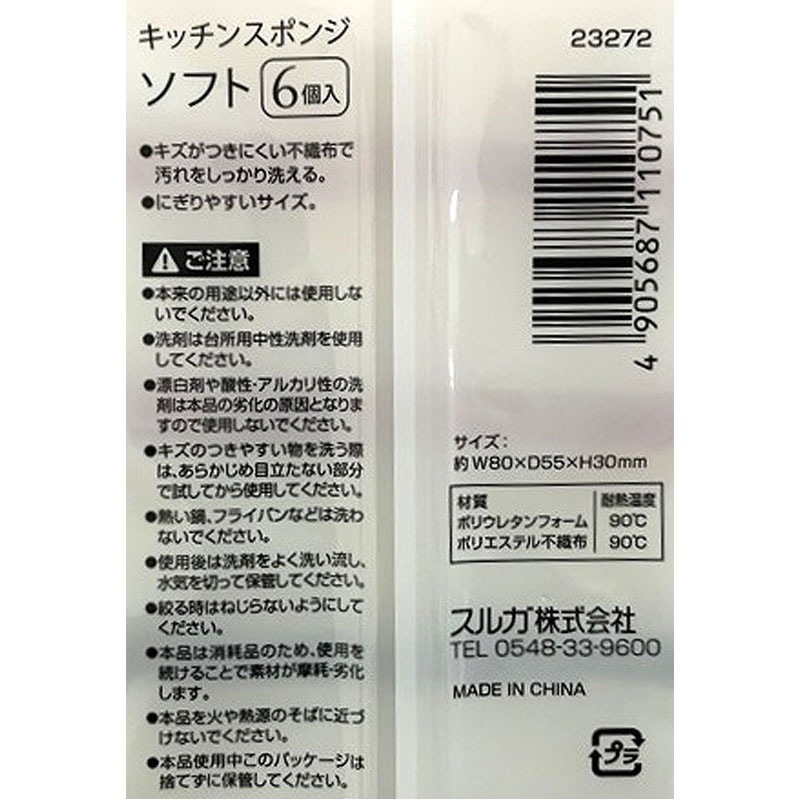 キッチンスポンジ
ソフト 6個入
●キズがつきにくい不織布で
汚れをしっかり洗える。
●にぎりやすいサイズ。
ご注意
●本来の用途以外には使用しな
いでください。
●洗剤は台所用中性洗剤を使用
してください。
●漂白剤や酸性・アルカリ性の洗
剤は本品の劣化の原因となりま
すので使用しないでください。
●キズのつきやすい物を洗う際
は、あらかじめ目立たない部分
で試してから使用してください。
●熱い鍋、フライパンなどは洗わ
ないでください。
●使用後は洗剤をよく洗い流し、
水気を切って保管してください。
●絞る時はねじらないようにして
ください。
●本品は消耗品のため、使用を
続けることで素材が摩耗・劣化
します。
●本品を火や熱源のそばに近づ
けないでください。
●本品使用中このパッケージは
捨てずに保管してください。
23272
4 905687 110751
サイズ：
約W80×D55×H30mm
材質 耐熱温度
ポリウレタンフォーム 90℃
ポリエステル不織布 90℃
スルガ株式会社
TEL 0548-33-9600
MADE IN CHINA
プラ